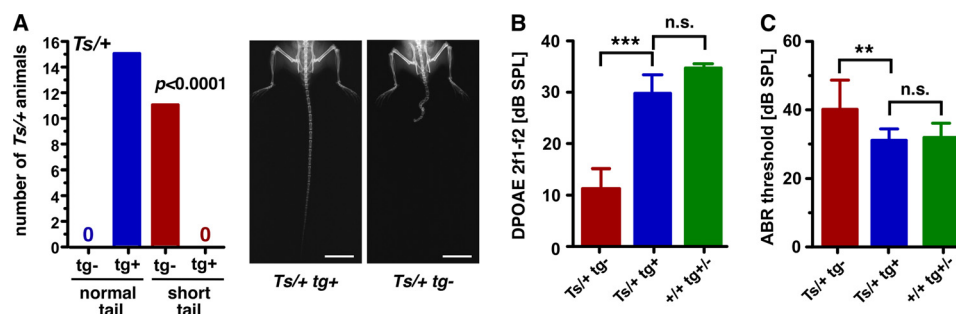 A
number of Ts/+ animals
16
14
12
10
8
6
4
2
0
Ts/+
p<0.0001
0
0
tg- tg+ tg- tg+
normal tail
short tail
Ts/+ tg+
Ts/+ tg-
B
DPOAE 2f1-f2 [dB SPL]
40
30
20
10
0
***
n.s.
Ts/+ tg-
Ts/+ tg+
+/+ tg+/-
C
ABR threshold [dB SPL]
60
40
20
0
**
n.s.
Ts/+ tg-
Ts/+ tg+
+/+ tg+/-